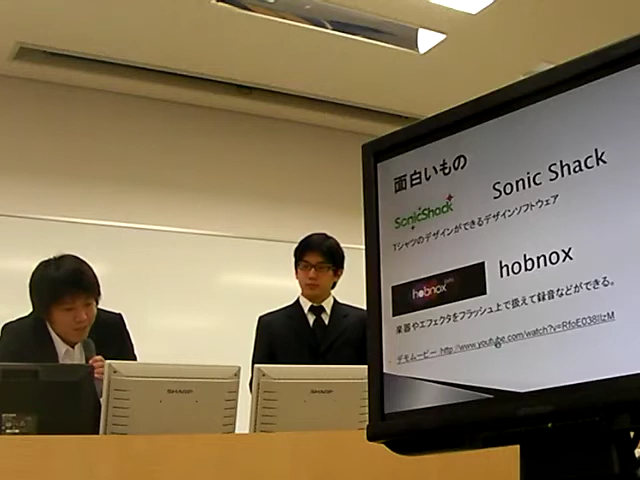 面白いもの
SonicShack
Sonic Shack
Tシャツのデザインができるデザインソフトウェア
hobnox
hobnox
楽器やエフェクタをフラッシュ上で扱えて録音などができる。
デモムービー http://www.youtube.com/watch?v=RfoE038IIzM
SHARP
SHARP